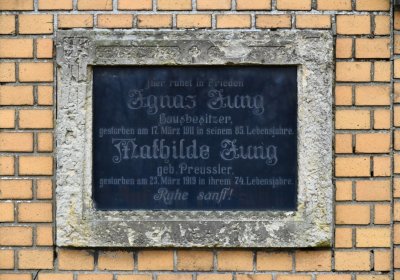 Hier ruhet in Frieden
Ignaz Jung
Hausbesitzer,
gestorben am 17. März 1911 in seinem 85. Lebensjahre.
Mathilde Jung
geb. Preussler,
gestorben am 23. März 1919 in ihrem 74. Lebensjahre.
Ruhe sanft!